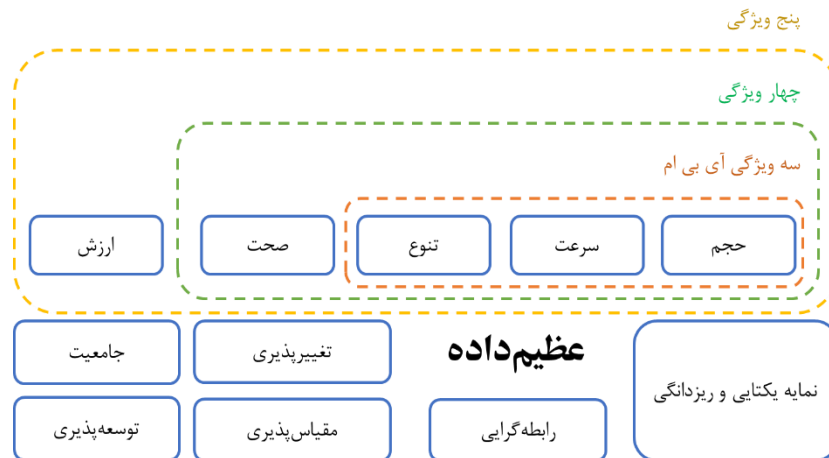 پنج ویژگی
چهار ویژگی
سه ویژگی آی بی ام
حجم
سرعت
تنوع
صحت
ارزش
نمایه یکتایی و ریزدانگی
عظیم‌داده
تغییرپذیری
جامعیت
رابطه‌گرایی
مقیاس‌پذیری
توسعه‌پذیری